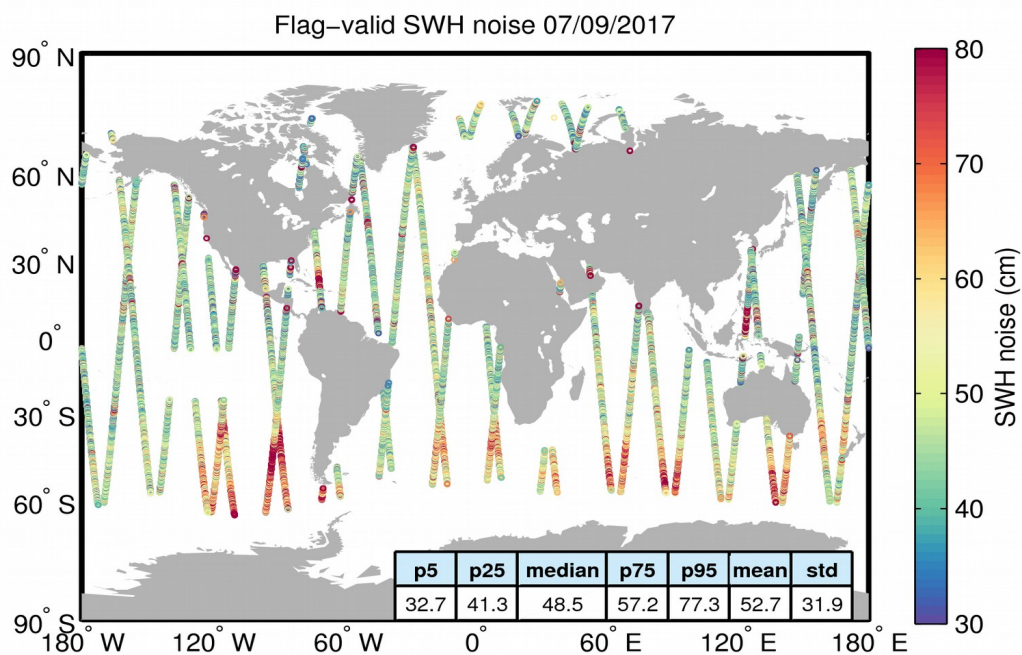 Flag−valid SWH noise 07/09/2017
90° N
60° N
30° N
0°
30° S
60° S
90° S
180° W
120° W
60° W
0°
60° E
120° E
180° E
80
70
60
50
40
30
SWH noise (cm)
p5 p25 median p75 p95 mean std
32.7 41.3 48.5 57.2 77.3 52.7 31.9